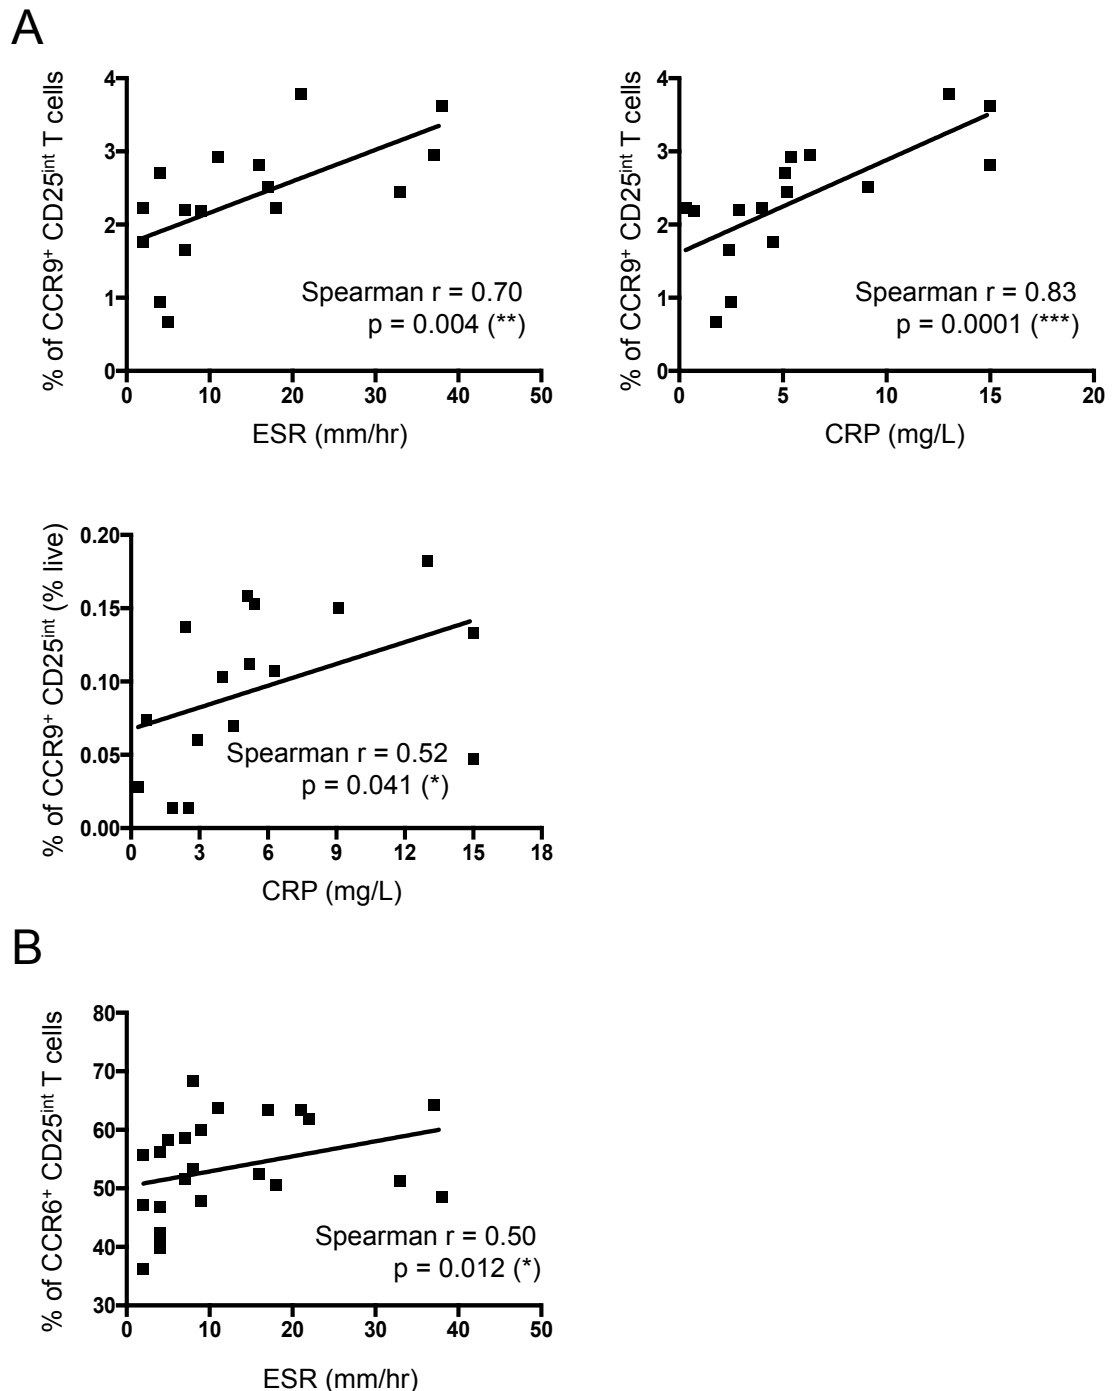 A
% of CCR9⁺ CD25ⁱⁿᵗ T cells
4
3
2
1
0
0 10 20 30 40 50
ESR (mm/hr)
Spearman r = 0.70
p = 0.004 (**)
% of CCR9⁺ CD25ⁱⁿᵗ T cells
4
3
2
1
0
0 5 10 15 20
CRP (mg/L)
Spearman r = 0.83
p = 0.0001 (***)
% of CCR9⁺ CD25ⁱⁿᵗ (% live)
0.20
0.15
0.10
0.05
0.00
0 3 6 9 12 15 18
CRP (mg/L)
Spearman r = 0.52
p = 0.041 (*)
B
% of CCR6⁺ CD25ⁱⁿᵗ T cells
80
70
60
50
40
30
0 10 20 30 40 50
ESR (mm/hr)
Spearman r = 0.50
p = 0.012 (*)